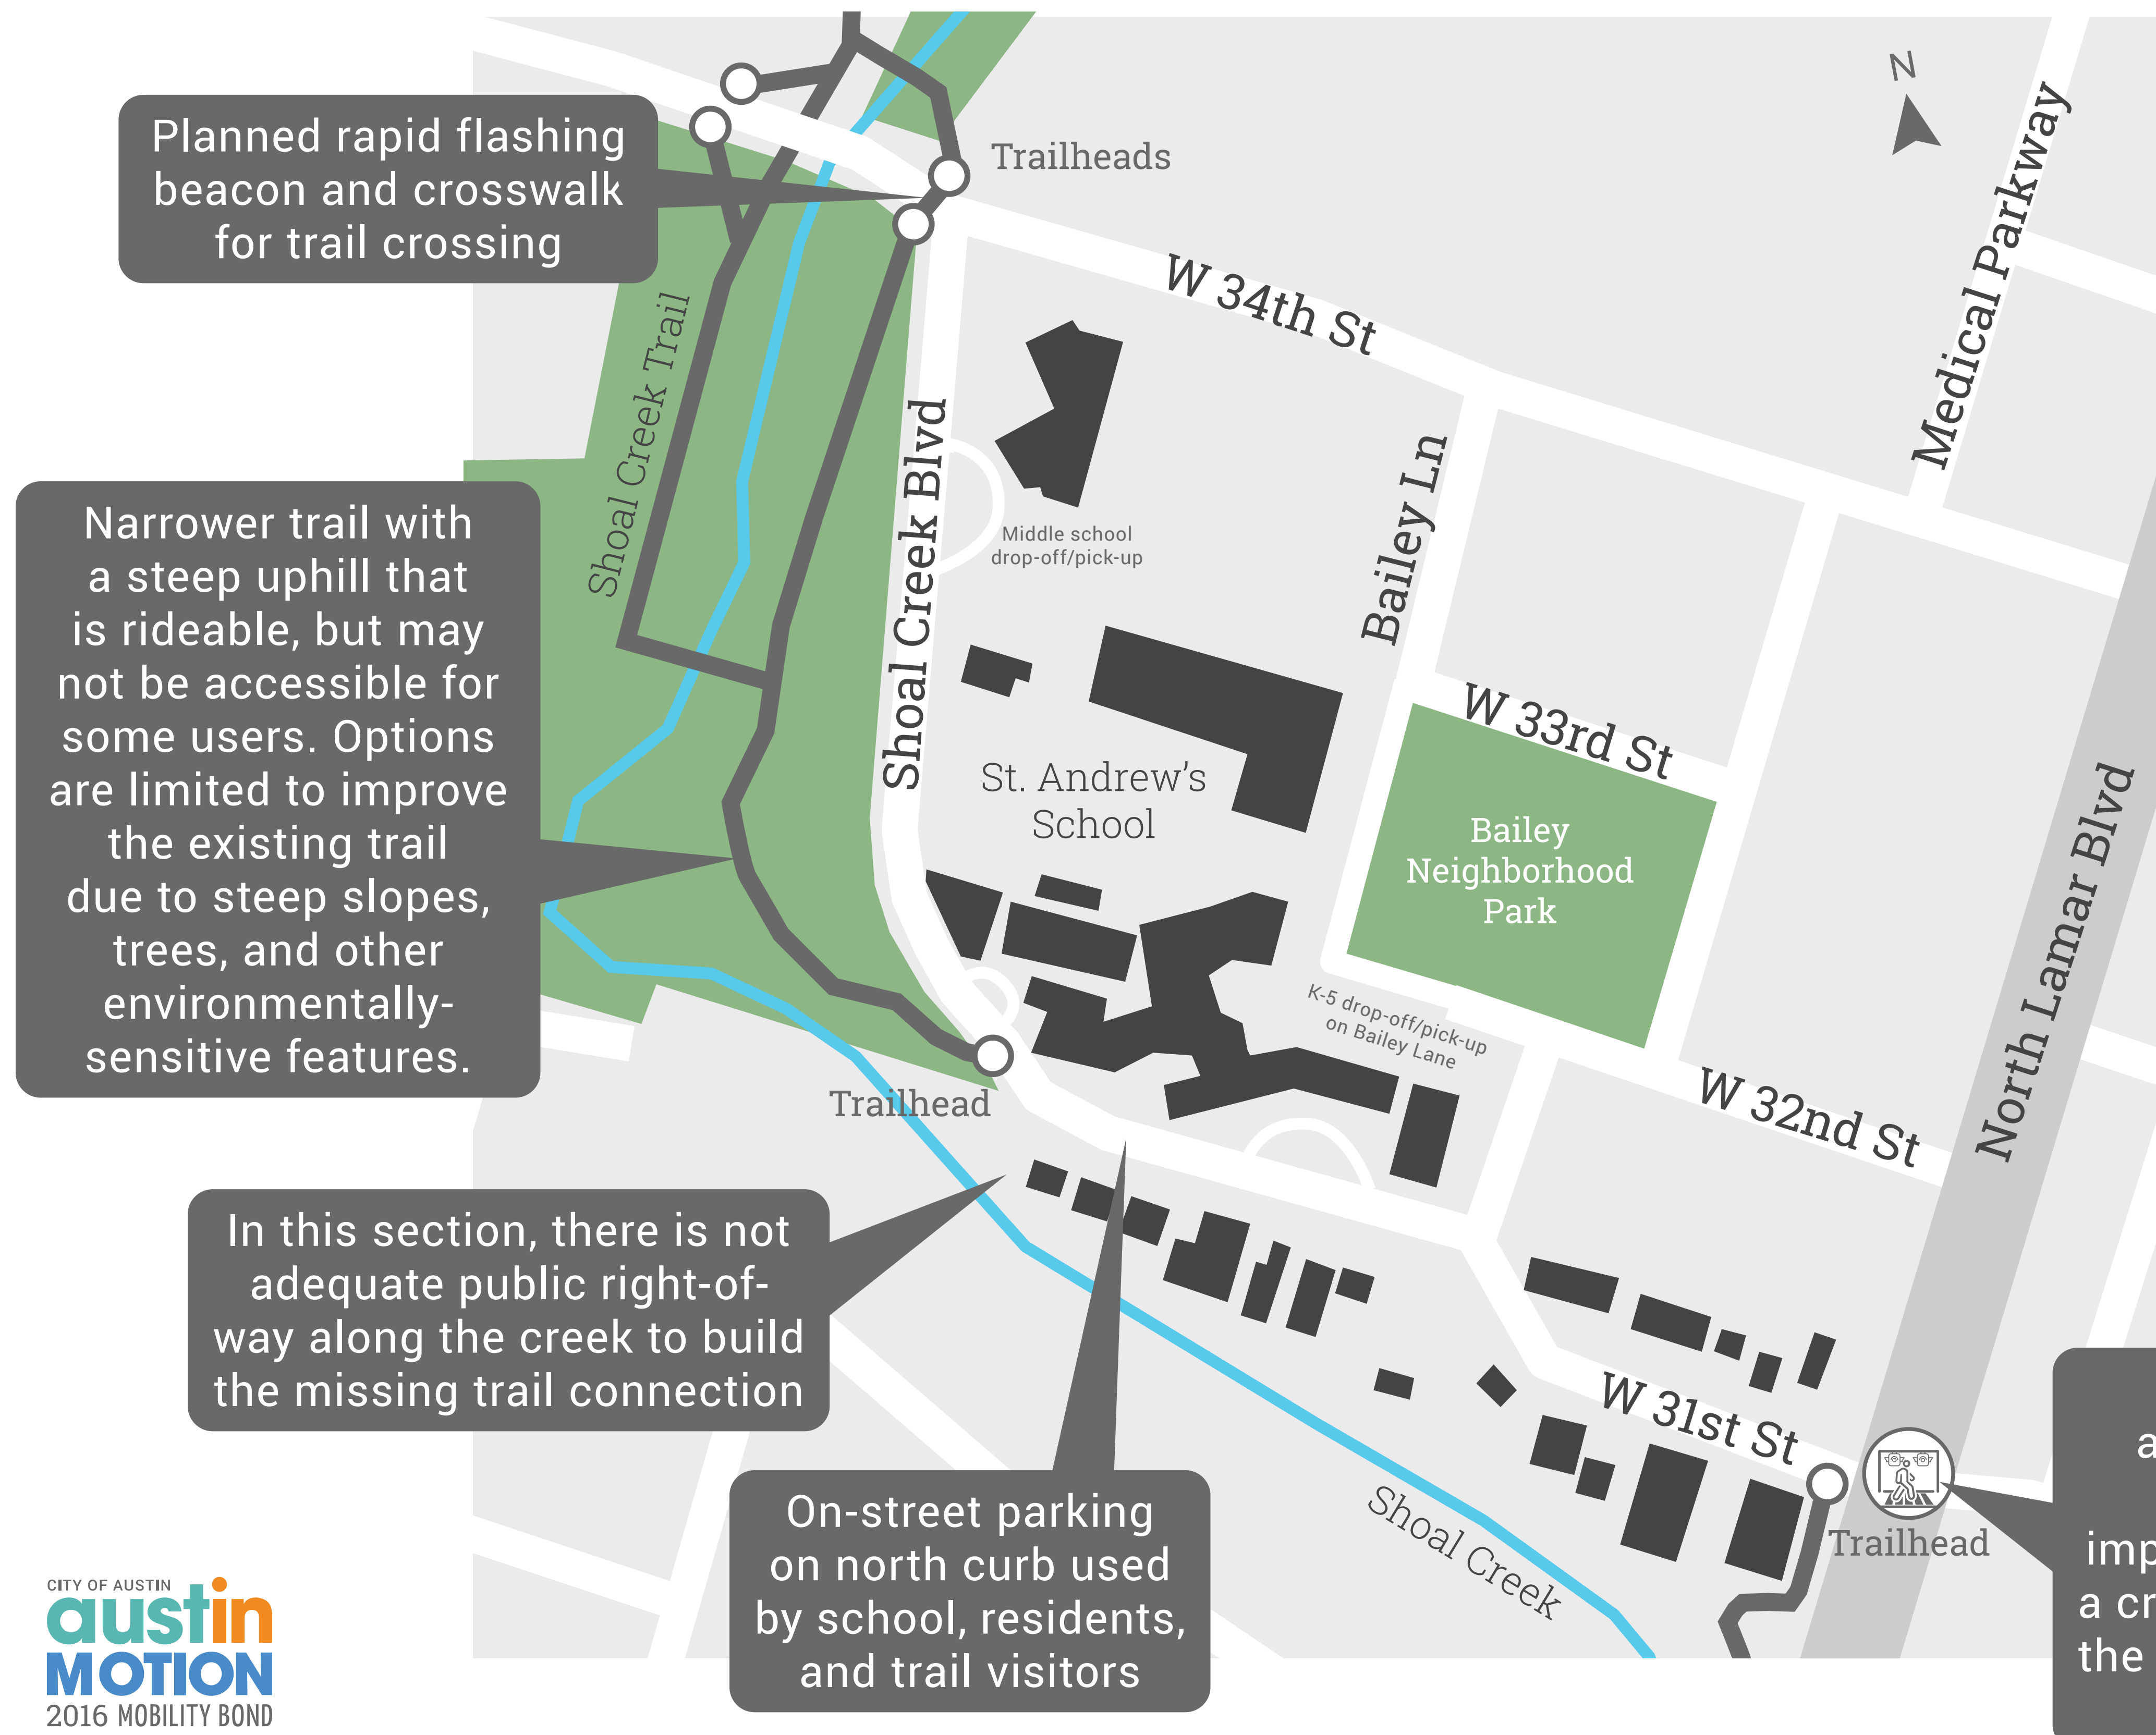 N
Planned rapid flashing
beacon and crosswalk
for trail crossing
Trailheads
Medical Parkway
W 34th St
Shoal Creek Trail
Shoal Creek Blvd
Bailey Ln
Middle school
drop-off/pick-up
Narrower trail with
a steep uphill that
is rideable, but may
not be accessible for
some users. Options
are limited to improve
the existing trail
due to steep slopes,
trees, and other
environmentally-
sensitive features.
W 33rd St
St. Andrew's
School
Bailey
Neighborhood
Park
North Lamar Blvd
K-5 drop-off/pick-up
on Bailey Lane
Trailhead
W 32nd St
In this section, there is not
adequate public right-of-
way along the creek to build
the missing trail connection
W 31st St
On-street parking
on north curb used
by school, residents,
and trail visitors
Shoal Creek
Trailhead
a
imp
a cr
the
CITY OF AUSTIN
austin
MOTION
2016 MOBILITY BOND